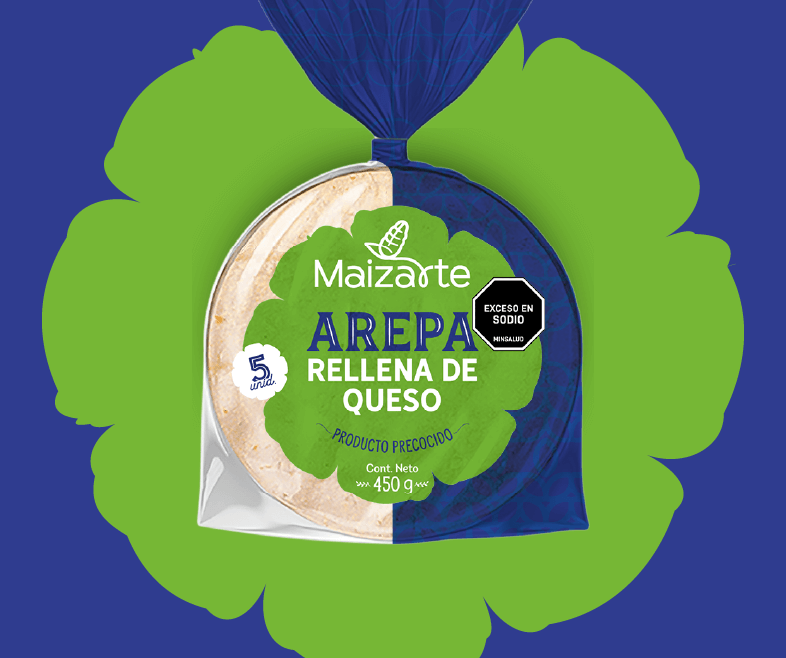 Maizarte
AREPA
RELLENA DE
QUESO
PRODUCTO PRECOCIDO
Cont. Neto
450 g
5
unid.
EXCESO EN
SODIO
MINSALUD